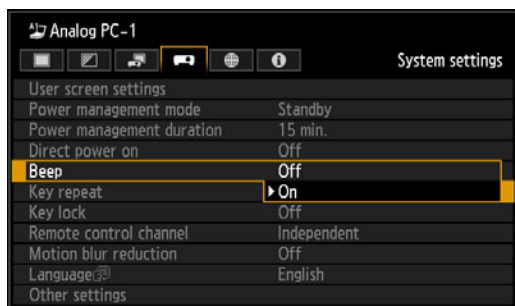 Analog PC-1
System settings
User screen settings
Power management mode Standby
Power management duration 15 min.
Direct power on Off
Beep Off
Key repeat On
Key lock Off
Remote control channel Independent
Motion blur reduction Off
Language English
Other settings